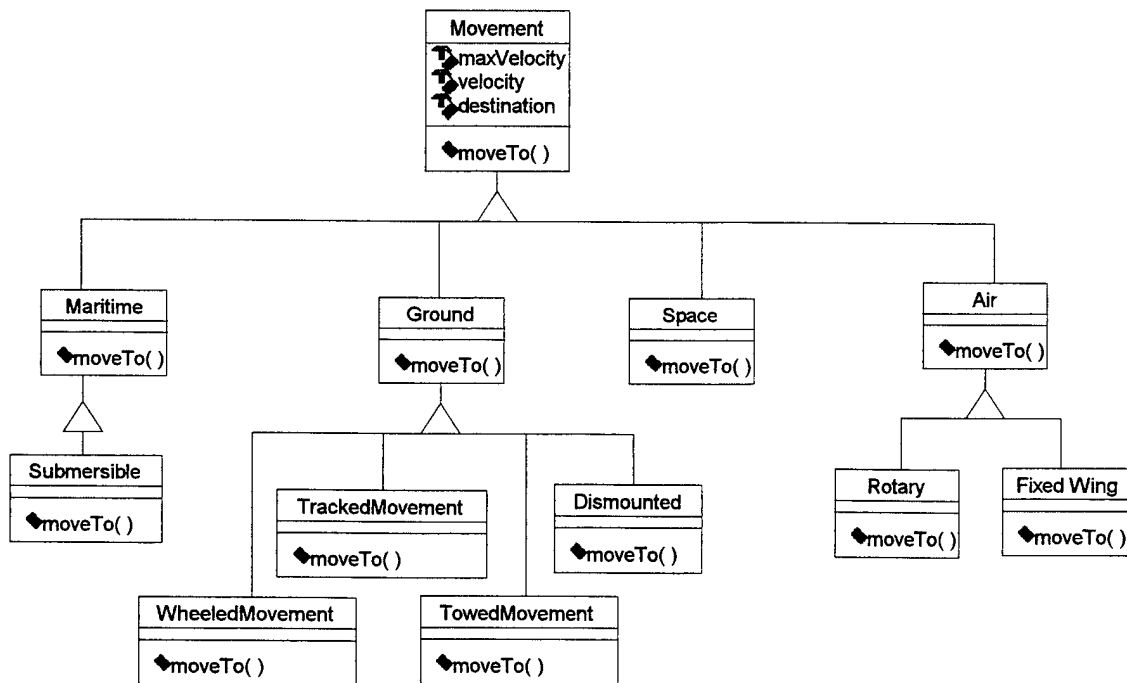 Movement
maxVelocity
velocity
destination
moveTo( )
Maritime
moveTo( )
Ground
moveTo( )
Space
moveTo( )
Air
moveTo( )
Submersible
moveTo( )
TrackedMovement
moveTo( )
Dismounted
moveTo( )
Rotary
moveTo( )
Fixed Wing
moveTo( )
WheeledMovement
moveTo( )
TowedMovement
moveTo( )